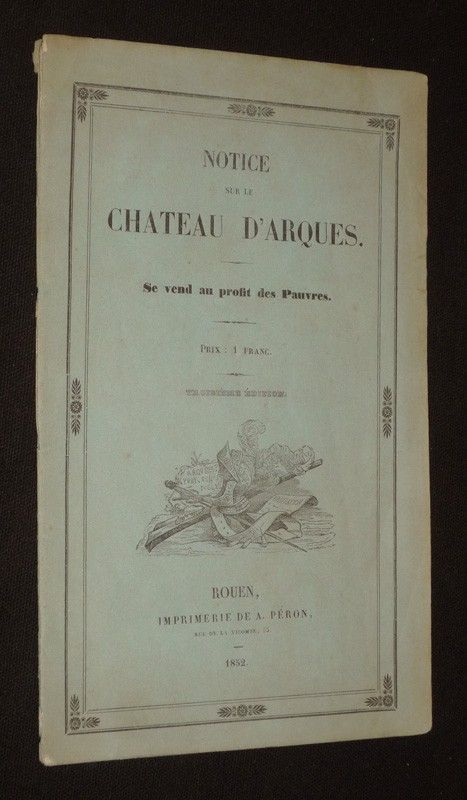 NOTICE
SUR LE
CHATEAU D'ARQUES.
Se vend au profit des Pauvres.
PRIX : 1 FRANC.
TROISIÈME ÉDITION.
ROUEN,
IMPRIMERIE DE A. PÉRON,
RUE DE LA VICOMTÉ, 55
1852.